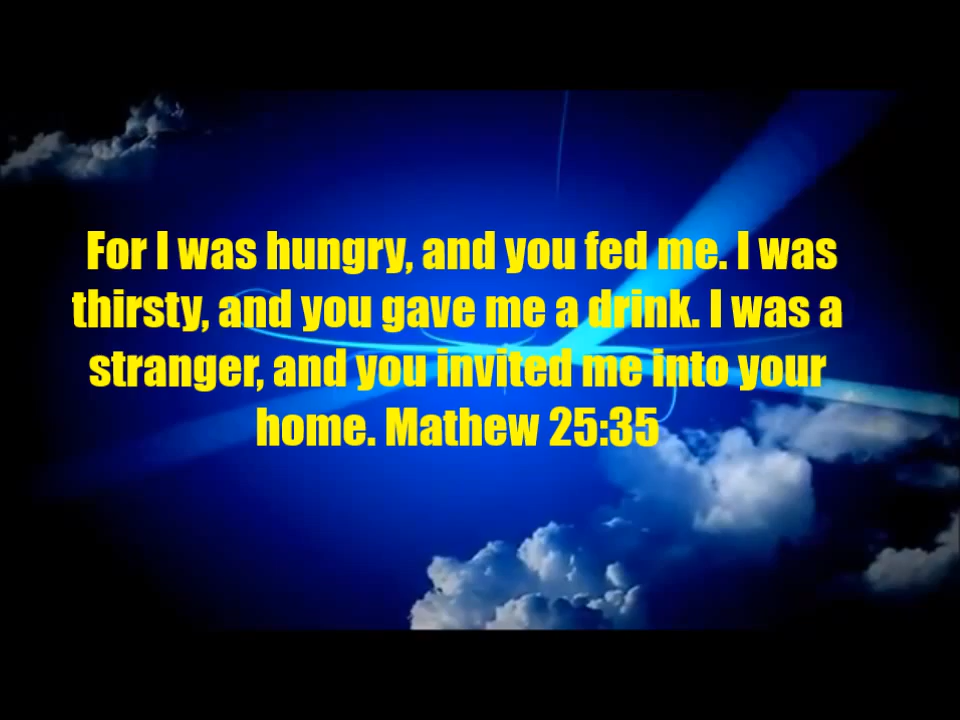 For I was hungry, and you fed me. I was
thirsty, and you gave me a drink. I was a
stranger, and you invited me into your
home. Mathew 25:35